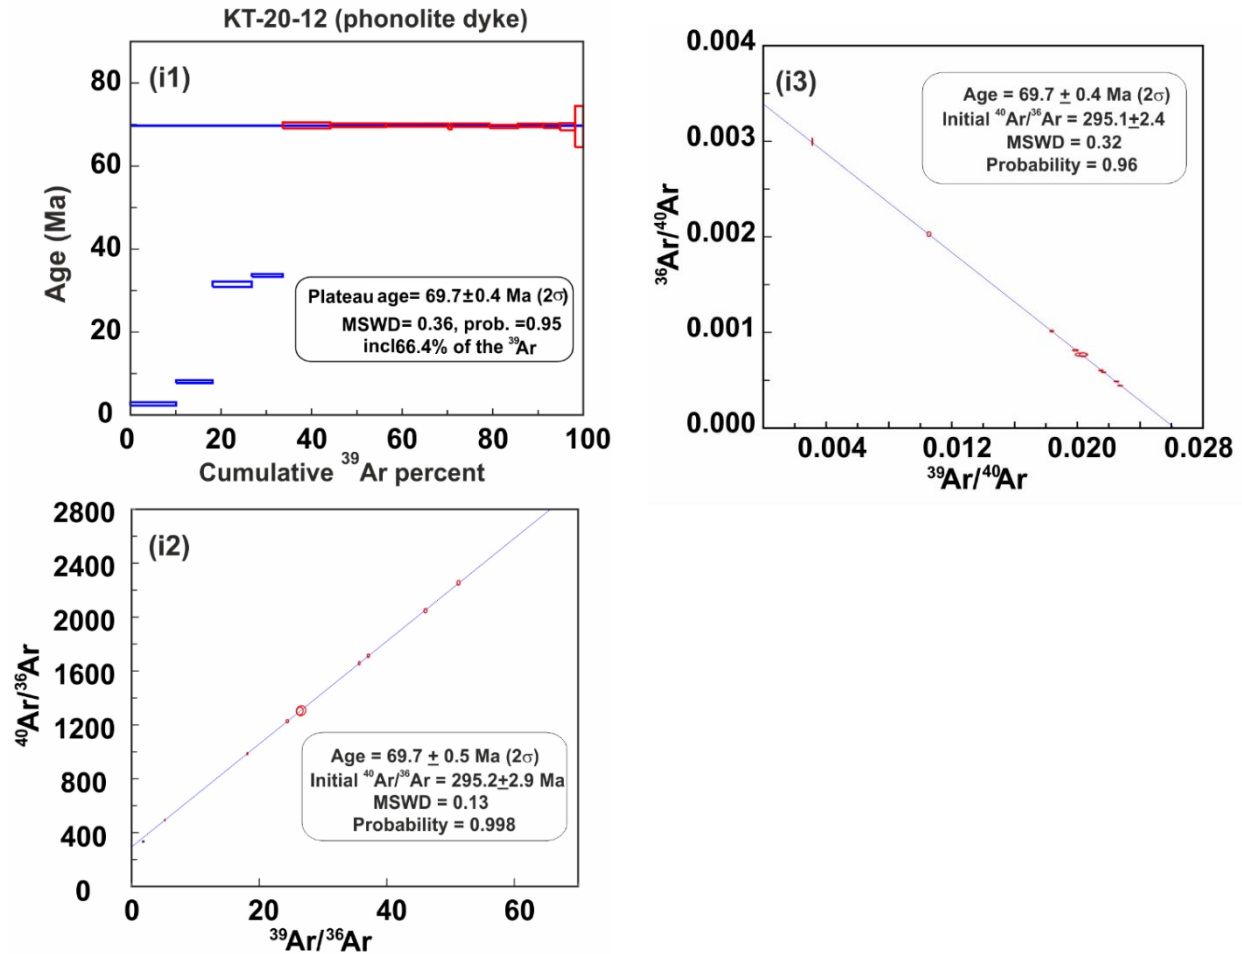 KT-20-12 (phonolite dyke)
(i1)
80
60
40
20
0
Age (Ma)
Plateau age= 69.7±0.4 Ma (2σ)
MSWD= 0.36, prob. =0.95
incl66.4% of the ³⁹Ar
0 20 40 60 80 100
Cumulative ³⁹Ar percent
(i3)
0.004
0.003
0.002
0.001
0.000
³⁶Ar/⁴⁰Ar
Age = 69.7 ± 0.4 Ma (2σ)
Initial ⁴⁰Ar/³⁶Ar = 295.1±2.4
MSWD = 0.32
Probability = 0.96
0.004 0.012 0.020 0.028
³⁹Ar/⁴⁰Ar
(i2)
2800
2400
2000
1600
1200
800
400
0
⁴⁰Ar/³⁶Ar
Age = 69.7 ± 0.5 Ma (2σ)
Initial ⁴⁰Ar/³⁶Ar = 295.2±2.9 Ma
MSWD = 0.13
Probability = 0.998
0 20 40 60
³⁹Ar/³⁶Ar